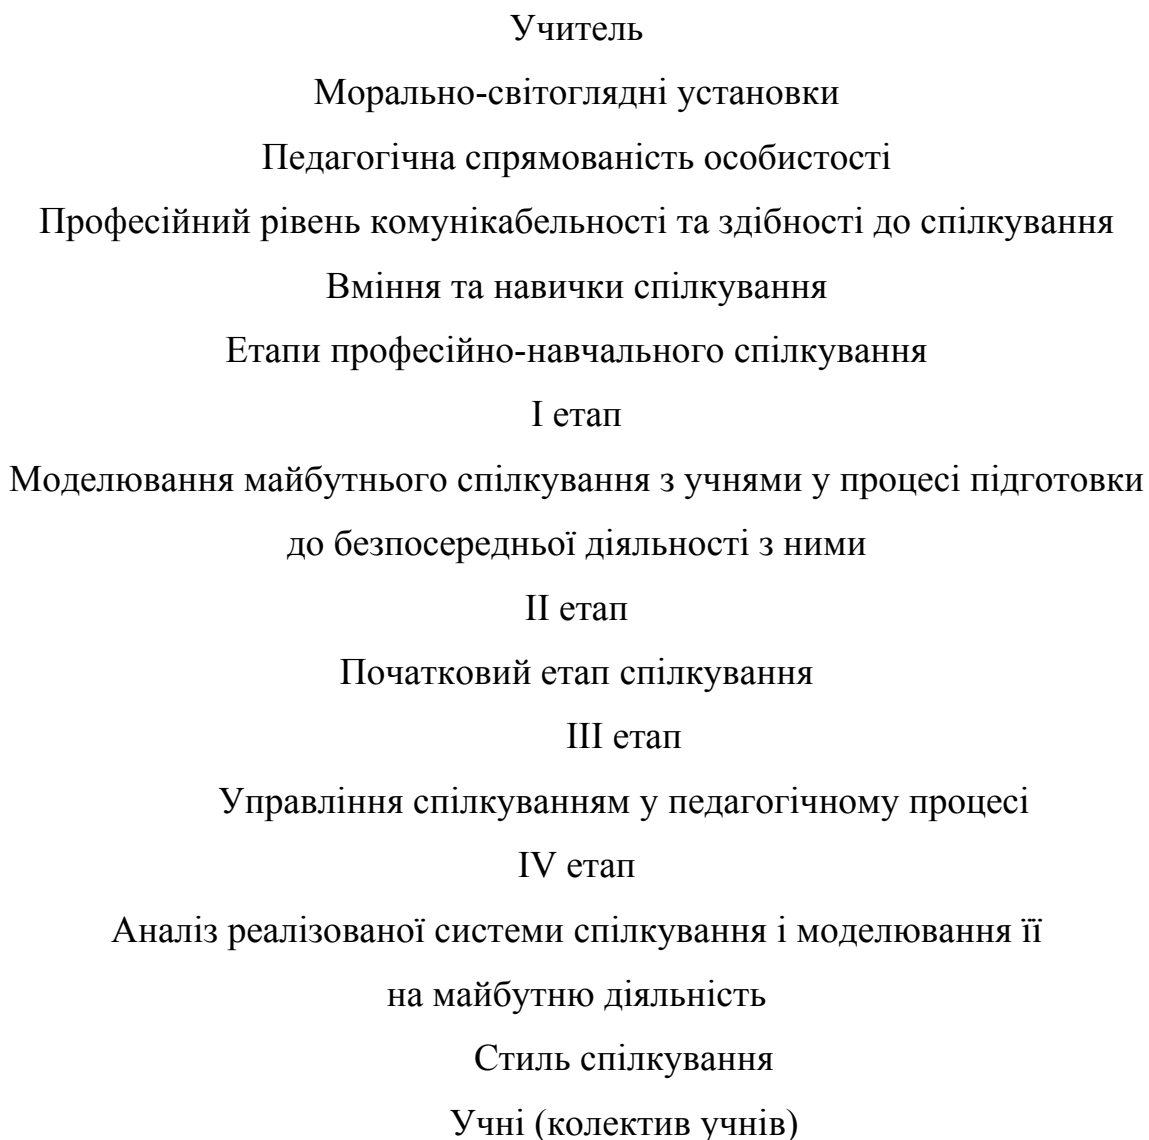 Учитель
Морально-світоглядні установки
Педагогічна спрямованість особистості
Професійний рівень комунікабельності та здібності до спілкування
Вміння та навички спілкування
Етапи професійно-навчального спілкування
І етап
Моделювання майбутнього спілкування з учнями у процесі підготовки
до безпосередньої діяльності з ними
ІІ етап
Початковий етап спілкування
ІІІ етап
Управління спілкуванням у педагогічному процесі
IV етап
Аналіз реалізованої системи спілкування і моделювання її
на майбутню діяльність
Стиль спілкування
Учні (колектив учнів)